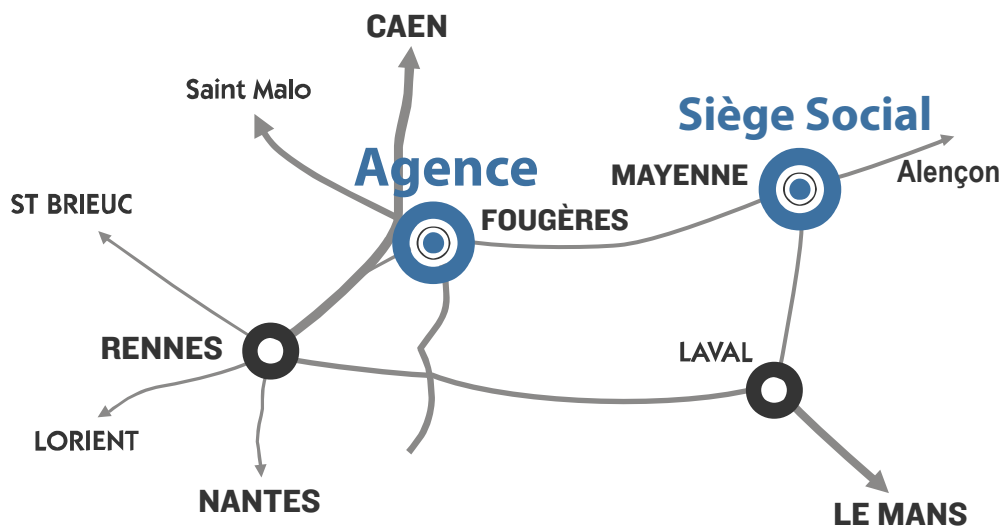 CAEN
Saint Malo
Siège Social
Agence
MAYENNE
Alençon
ST BRIEUC
FOUGÈRES
RENNES
LAVAL
LORIENT
NANTES
LE MANS